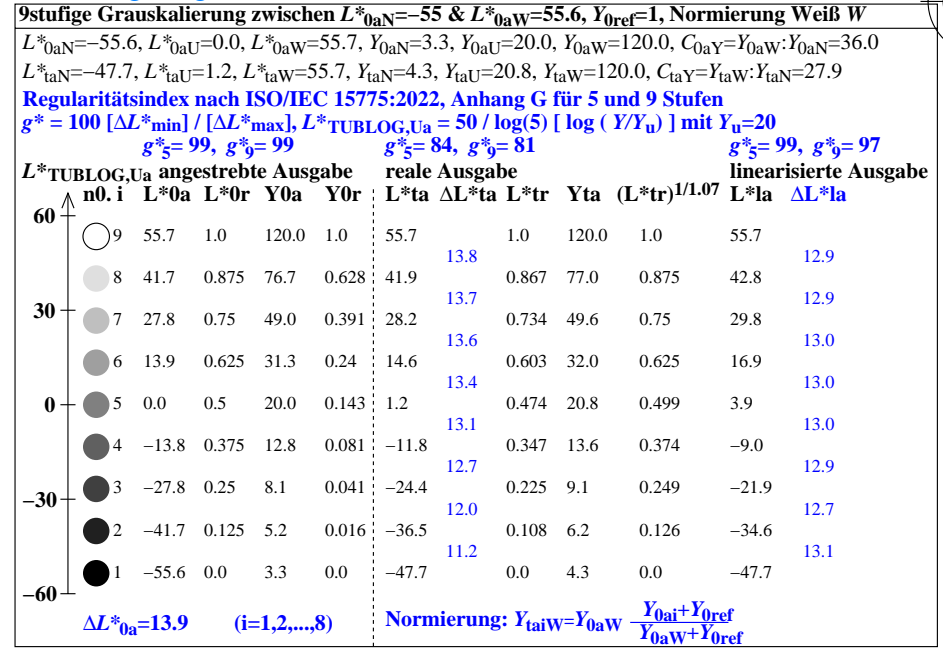 9stufige Grauskalierung zwischen L*0aN=−55 & L*0aW=55.6, Y0ref=1, Normierung Weiß W
L*0aN=−55.6, L*0aU=0.0, L*0aW=55.7, Y0aN=3.3, Y0aU=20.0, Y0aW=120.0, C0aY=Y0aW:Y0aN=36.0
L*taN=−47.7, L*taU=1.2, L*taW=55.7, YtaN=4.3, YtaU=20.8, YtaW=120.0, CtaY=YtaW:YtaN=27.9
Regularitätsindex nach ISO/IEC 15775:2022, Anhang G für 5 und 9 Stufen
g* = 100 [ΔL*min] / [ΔL*max], L*TUBLOG,Ua = 50 / log(5) [ log ( Y/Yu) ] mit Yu=20
g*5= 99, g*9= 99 g*5= 84, g*9= 81 g*5= 99, g*9= 97
L*TUBLOG,Ua angestrebte Ausgabe reale Ausgabe linearisierte Ausgabe
n0. i L*0a L*0r Y0a Y0r L*ta ΔL*ta L*tr Yta (L*tr)1/1.07 L*la ΔL*la
60
9 55.7 1.0 120.0 1.0 55.7 1.0 120.0 1.0 55.7
13.8 12.9
8 41.7 0.875 76.7 0.628 41.9 0.867 77.0 0.875 42.8
13.7 12.9
30 7 27.8 0.75 49.0 0.391 28.2 0.734 49.6 0.75 29.8
13.6 13.0
6 13.9 0.625 31.3 0.24 14.6 0.603 32.0 0.625 16.9
13.4 13.0
0 5 0.0 0.5 20.0 0.143 1.2 0.474 20.8 0.499 3.9
13.1 13.0
4 −13.8 0.375 12.8 0.081 −11.8 0.347 13.6 0.374 −9.0
12.7 12.9
−30 3 −27.8 0.25 8.1 0.041 −24.4 0.225 9.1 0.249 −21.9
12.0 12.7
2 −41.7 0.125 5.2 0.016 −36.5 0.108 6.2 0.126 −34.6
11.2 13.1
1 −55.6 0.0 3.3 0.0 −47.7 0.0 4.3 0.0 −47.7
−60
ΔL*0a=13.9 (i=1,2,...,8) Normierung: YtaiW=Y0aW Y0ai+Y0ref
Y0aW+Y0ref